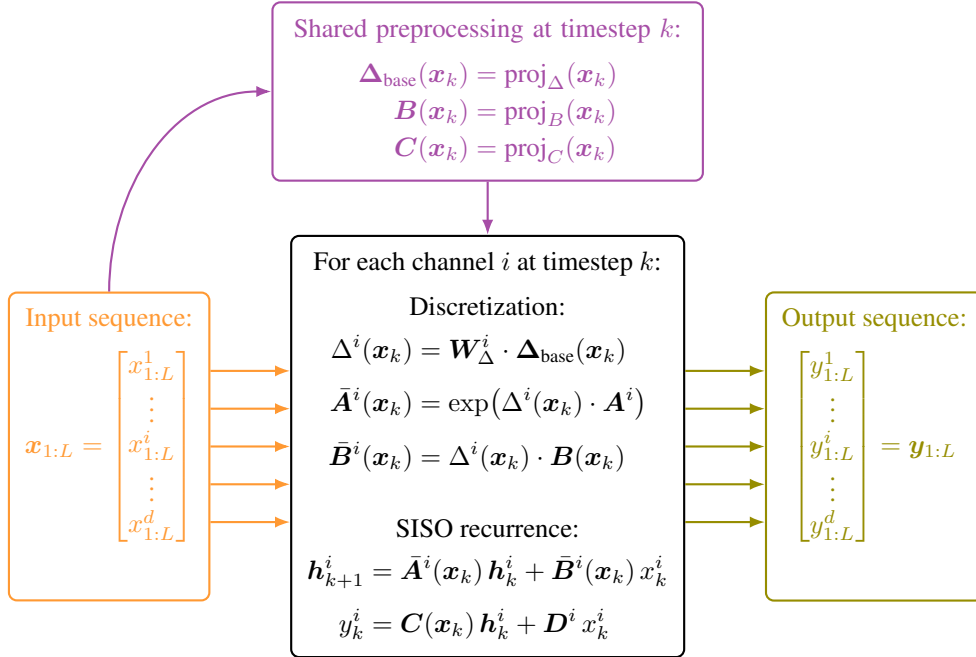 Shared preprocessing at timestep k:
Δ_base(x_k) = proj_Δ(x_k)
B(x_k) = proj_B(x_k)
C(x_k) = proj_C(x_k)
Input sequence:
x_{1:L} = [x^1_{1:L} ⋮ x^i_{1:L} ⋮ x^d_{1:L}]
For each channel i at timestep k:
Discretization:
Δ^i(x_k) = W^i_Δ · Δ_base(x_k)
Ā^i(x_k) = exp(Δ^i(x_k) · A^i)
B̄^i(x_k) = Δ^i(x_k) · B(x_k)
SISO recurrence:
h^i_{k+1} = Ā^i(x_k) h^i_k + B̄^i(x_k) x^i_k
y^i_k = C(x_k) h^i_k + D^i x^i_k
Output sequence:
[y^1_{1:L} ⋮ y^i_{1:L} ⋮ y^d_{1:L}] = y_{1:L}